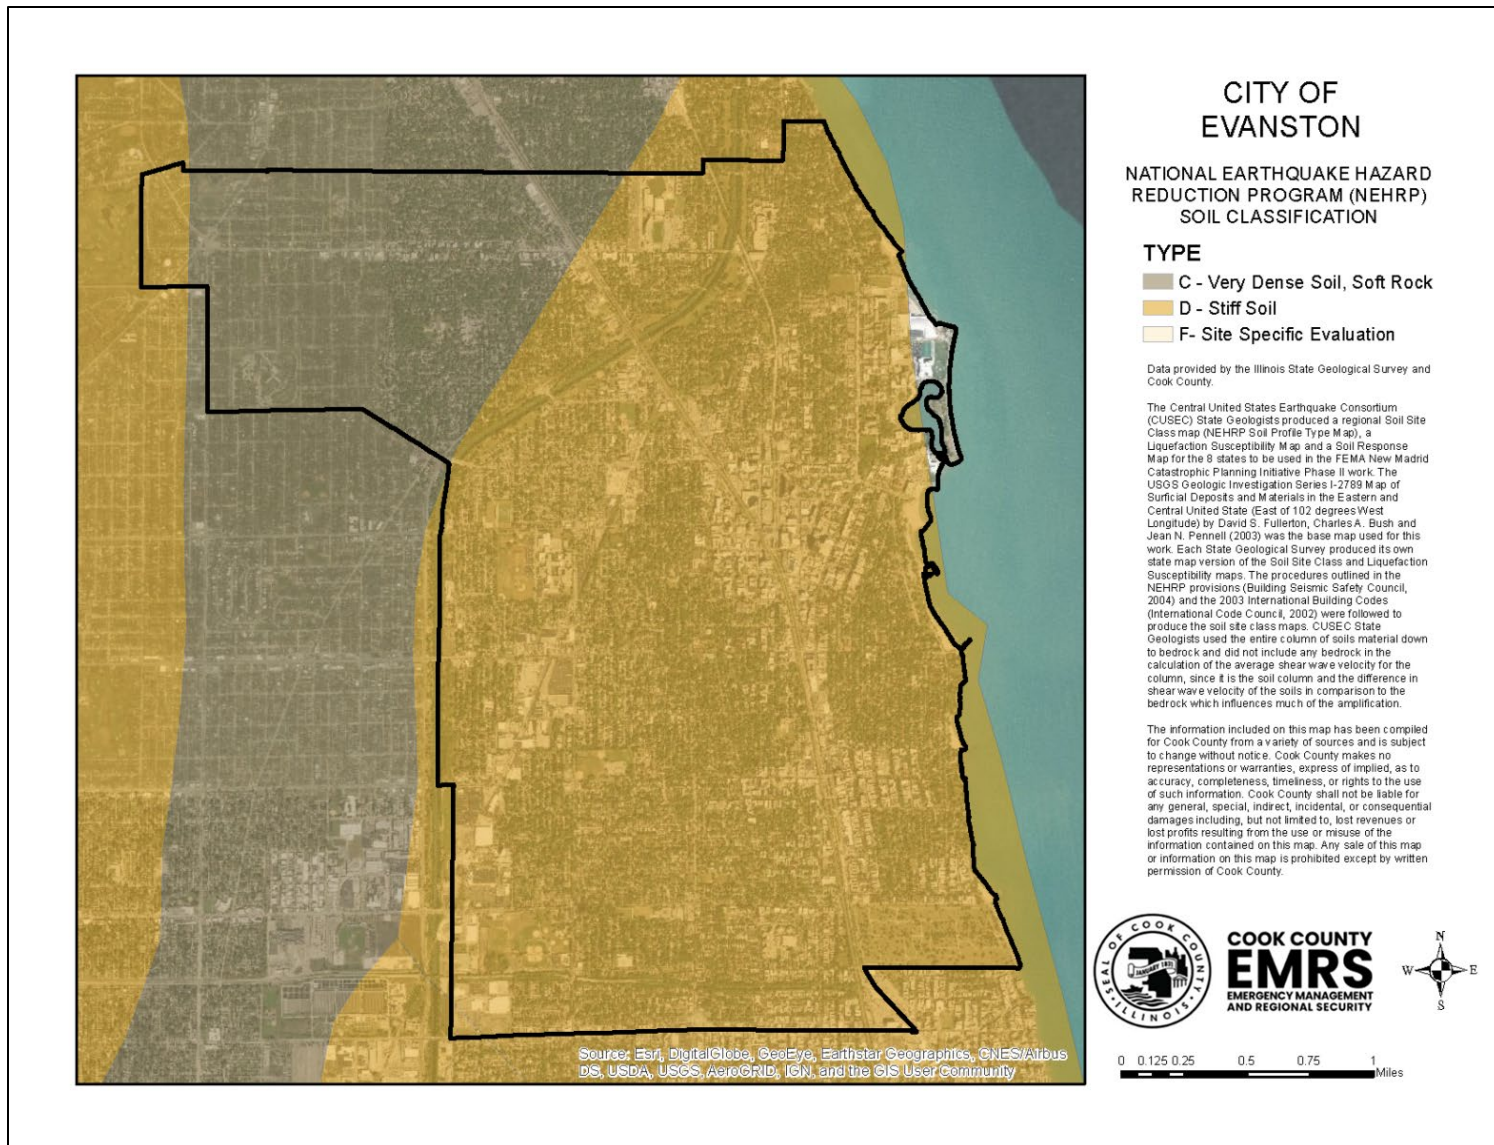 CITY OF
EVANSTON
NATIONAL EARTHQUAKE HAZARD
REDUCTION PROGRAM (NEHRP)
SOIL CLASSIFICATION
TYPE
C - Very Dense Soil, Soft Rock
D - Stiff Soil
F- Site Specific Evaluation
Data provided by the Illinois State Geological Survey and
Cook County.
The Central United States Earthquake Consortium
(CUSEC) State Geologists produced a regional Soil Site
Class map (NEHRP Soil Profile Type Map), a
Liquefaction Susceptibility Map and a Soil Response
Map for the 8 states to be used in the FEMA New Madrid
Catastrophic Planning Initiative Phase II work. The
USGS Geologic Investigation Series I-2789 Map of
Surficial Deposits and Materials in the Eastern and
Central United State (East of 102 degrees West
Longitude) by David S. Fullerton, Charles A. Bush and
Jean N. Pennell (2003) was the base map used for this
work. Each State Geological Survey produced its own
state map version of the Soil Site Class and Liquefaction
Susceptibility maps. The procedures outlined in the
NEHRP provisions (Building Seismic Safety Council,
2004) and the 2003 International Building Codes
(International Code Council, 2002) were followed to
produce the soil site class maps. CUSEC State
Geologists used the entire column of soils material down
to bedrock and did not include any bedrock in the
calculation of the average shear wave velocity for the
column, since it is the soil column and the difference in
shear wave velocity of the soils in comparison to the
bedrock which influences much of the amplification.
The information included on this map has been compiled
for Cook County from a variety of sources and is subject
to change without notice. Cook County makes no
representations or warranties, express of implied, as to
accuracy, completeness, timeliness, or rights to the use
of such information. Cook County shall not be liable for
any general, special, indirect, incidental, or consequential
damages including, but not limited to, lost revenues or
lost profits resulting from the use or misuse of the
information contained on this map. Any sale of this map
or information on this map is prohibited except by written
permission of Cook County.
SEAL OF COOK COUNTY
JANUARY 1831
ILLINOIS
COOK COUNTY
EMRS
EMERGENCY MANAGEMENT
AND REGIONAL SECURITY
N
W E
S
0 0.125 0.25 0.5 0.75 1
Miles
Source: Esri, DigitalGlobe, GeoEye, Earthstar Geographics, CNES/Airbus
DS, USDA, USGS, AeroGRID, IGN, and the GIS User Community